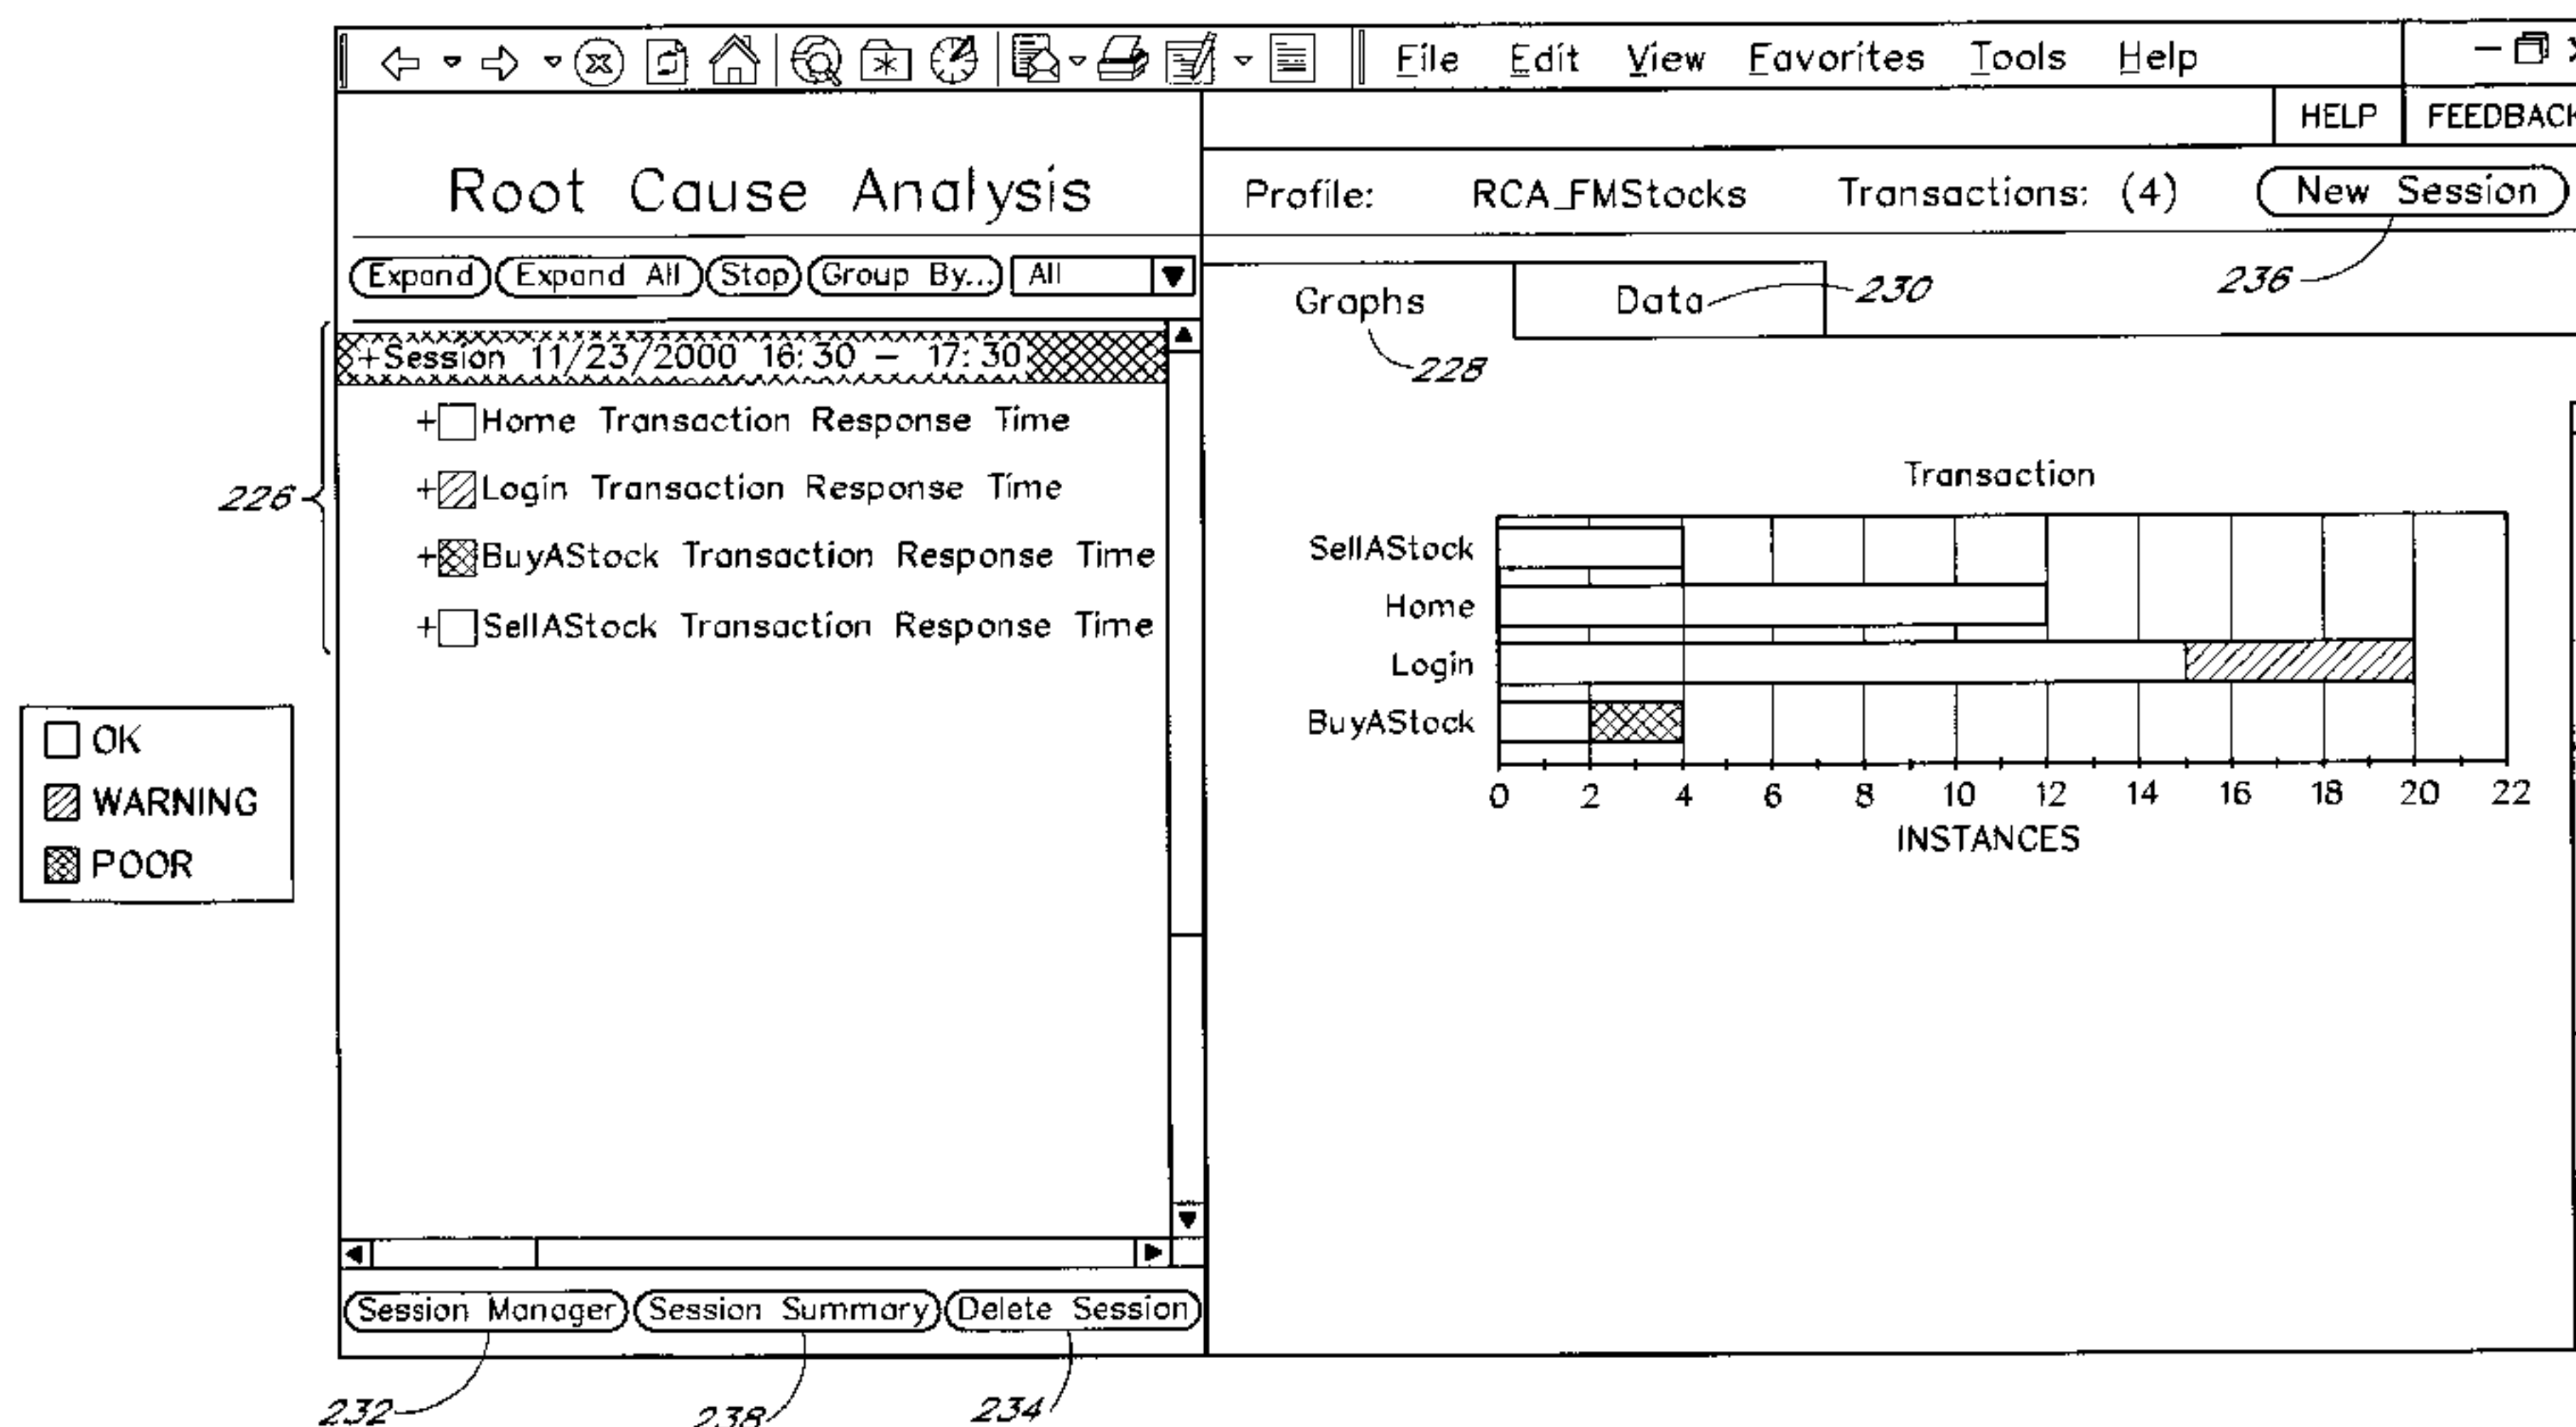 File Edit View Favorites Tools Help
HELP FEEDBACK
Root Cause Analysis
Profile: RCA_FMStocks Transactions: (4) New Session
236
Expand Expand All Stop Group By... All
Graphs Data 230
228
+Session 11/23/2000 16:30 – 17:30
+Home Transaction Response Time
+Login Transaction Response Time
+BuyAStock Transaction Response Time
+SellAStock Transaction Response Time
226
OK
WARNING
POOR
Transaction
SellAStock
Home
Login
BuyAStock
0 2 4 6 8 10 12 14 16 18 20 22
INSTANCES
Session Manager Session Summary Delete Session
232 238 234